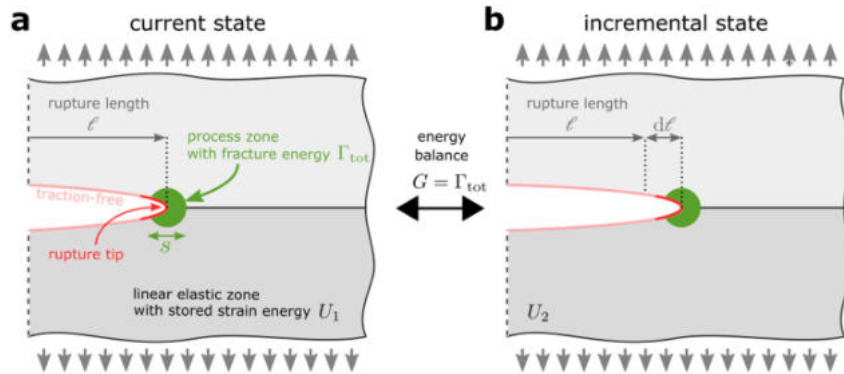 a
current state
rupture length
ℓ
process zone
with fracture energy Γtot
traction-free
rupture tip
s
linear elastic zone
with stored strain energy U1
energy
balance
G = Γtot
b
incremental state
rupture length
ℓ
dℓ
U2